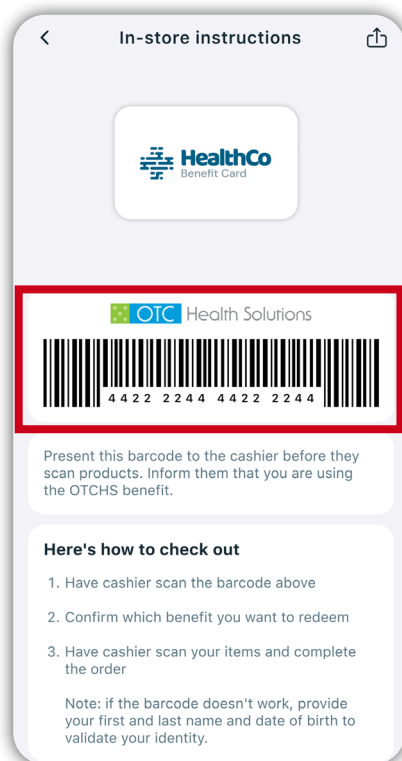 In-store instructions
HealthCo
Benefit Card
OTC Health Solutions
4422 2244 4422 2244
Present this barcode to the cashier before they
scan products. Inform them that you are using
the OTCHS benefit.
Here's how to check out
1. Have cashier scan the barcode above
2. Confirm which benefit you want to redeem
3. Have cashier scan your items and complete
the order
Note: if the barcode doesn't work, provide
your first and last name and date of birth to
validate your identity.